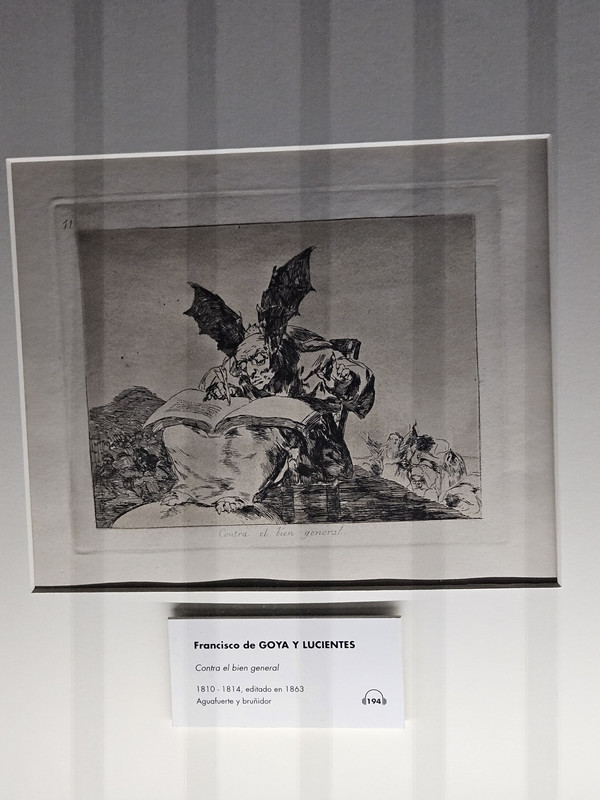 71
Contra el bien general.
Francisco de GOYA Y LUCIENTES
Contra el bien general
1810 - 1814, editado en 1863
Aguafuerte y bruñidor
194